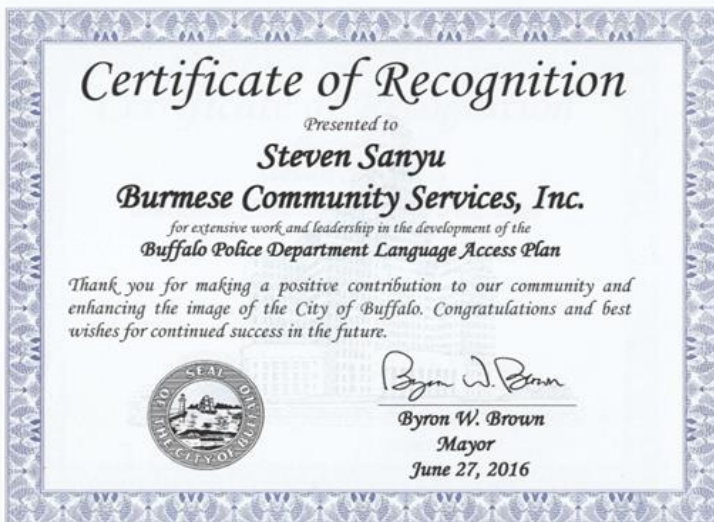 Certificate of Recognition
Presented to
Steven Sanyu
Burmese Community Services, Inc.
for extensive work and leadership in the development of the
Buffalo Police Department Language Access Plan
Thank you for making a positive contribution to our community and
enhancing the image of the City of Buffalo. Congratulations and best
wishes for continued success in the future.
SEAL OF THE CITY OF BUFFALO
Byron W. Brown
Byron W. Brown
Mayor
June 27, 2016